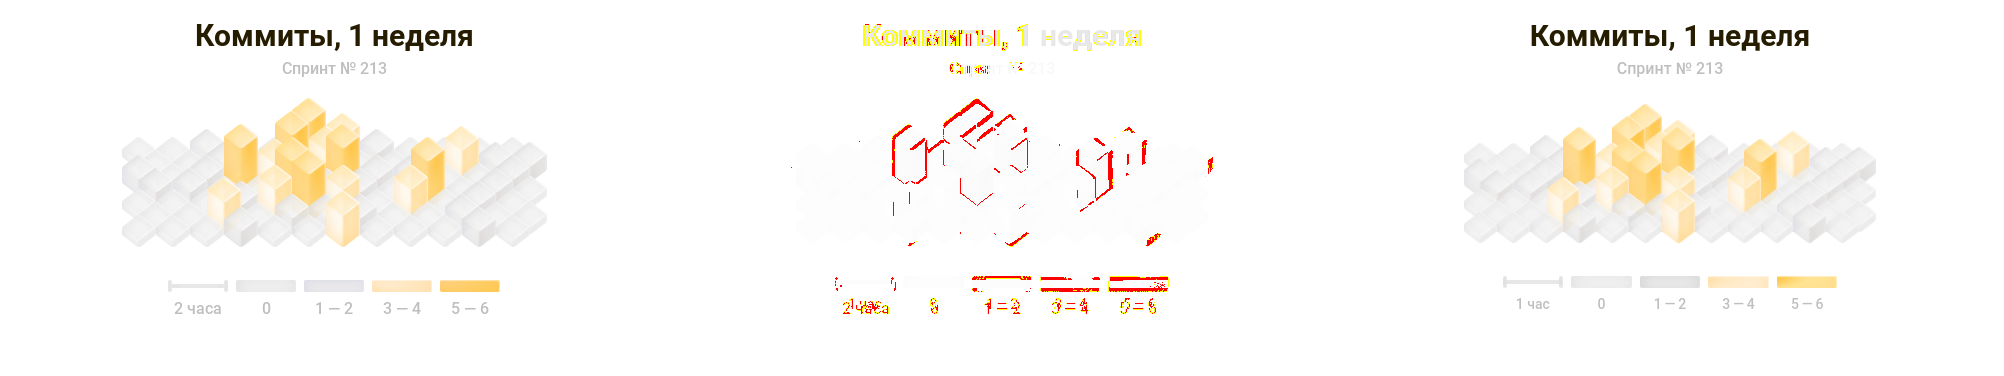 Коммиты, 1 неделя
Спринт № 213
2 часа 0 1 – 2 3 – 4 5 – 6
Коммиты, 1 неделя
Спринт № 213
0 1 – 2 3 – 4 5 – 6
Коммиты, 1 неделя
Спринт № 213
1 час 0 1 – 2 3 – 4 5 – 6